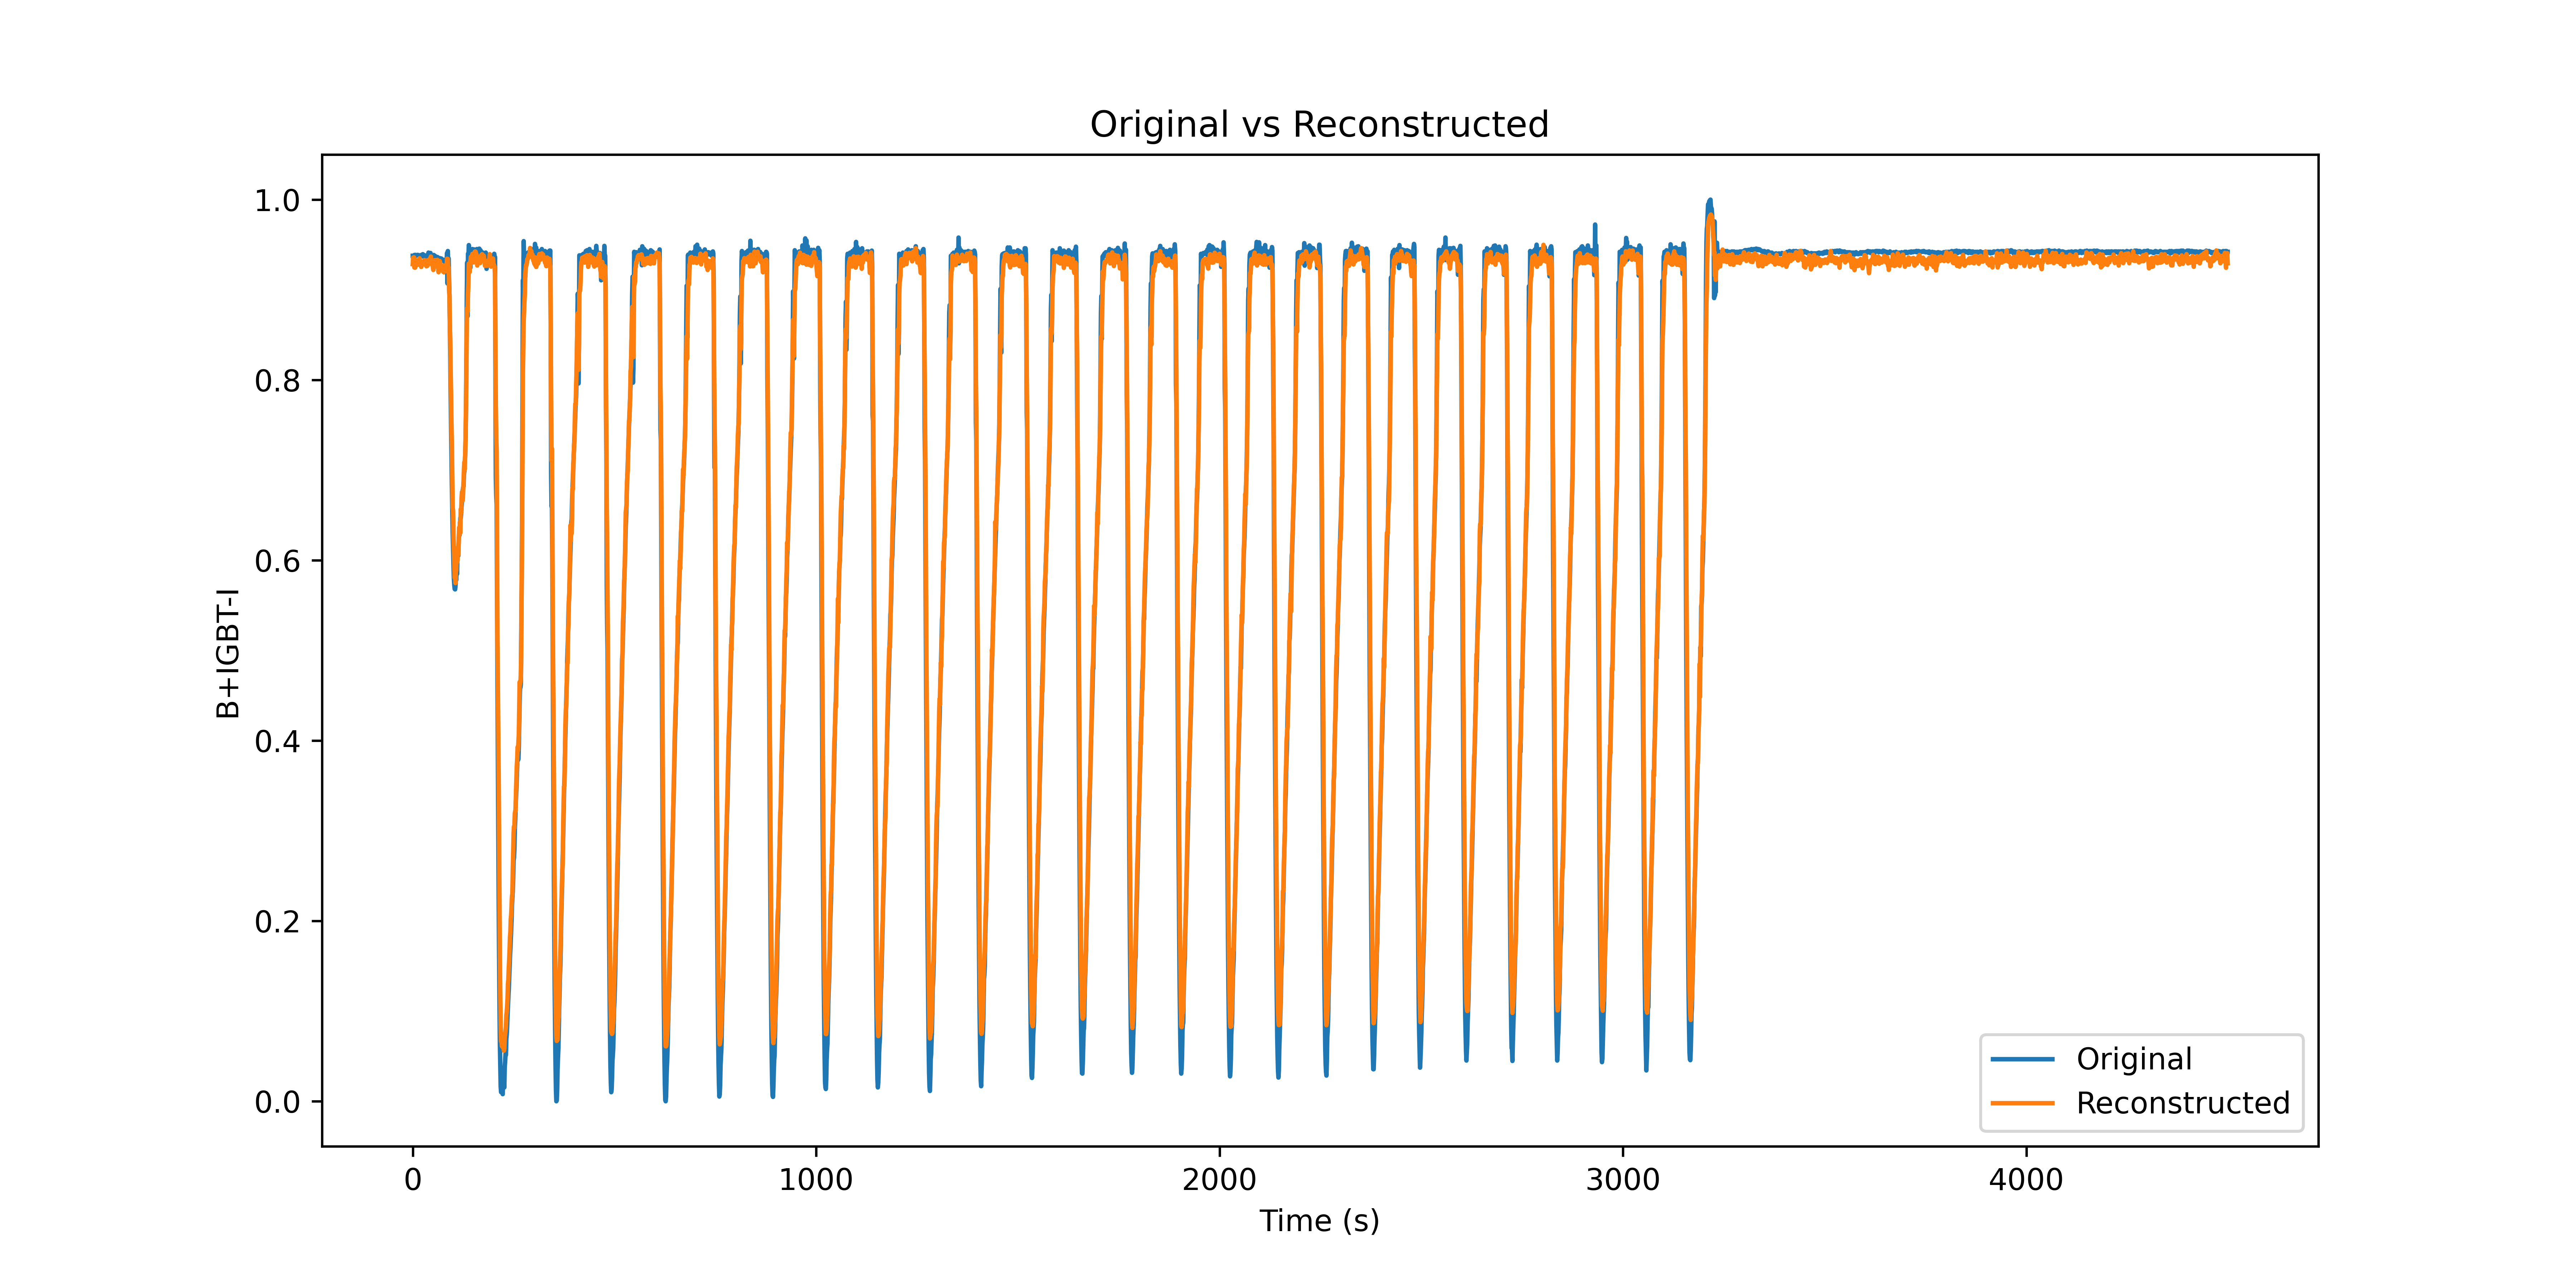 Original vs Reconstructed
1.0
0.8
0.6
0.4
0.2
0.0
B+IGBT-I
0 1000 2000 3000 4000
Time (s)
Original
Reconstructed